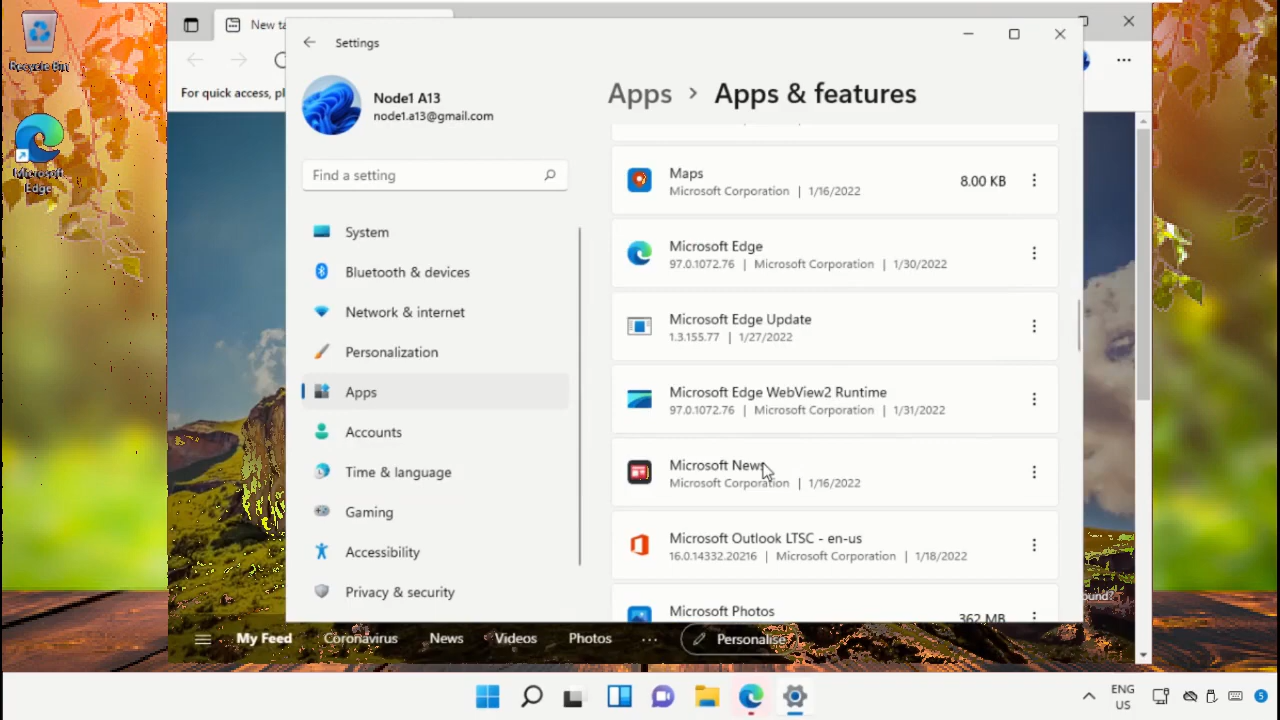 Recycle Bin
Microsoft
Edge
New ta
For quick access, pl
Settings
Node1 A13
node1.a13@gmail.com
Find a setting
System
Bluetooth & devices
Network & internet
Personalization
Apps
Accounts
Time & language
Gaming
Accessibility
Privacy & security
Apps > Apps & features
Maps
Microsoft Corporation | 1/16/2022
8.00 KB
Microsoft Edge
97.0.1072.76 | Microsoft Corporation | 1/30/2022
Microsoft Edge Update
1.3.155.77 | 1/27/2022
Microsoft Edge WebView2 Runtime
97.0.1072.76 | Microsoft Corporation | 1/31/2022
Microsoft News
Microsoft Corporation | 1/16/2022
Microsoft Outlook LTSC - en-us
16.0.14332.20216 | Microsoft Corporation | 1/18/2022
Microsoft Photos
362 MB
ound?
My Feed Coronavirus News Videos Photos ... Personalise
ENG
US
5